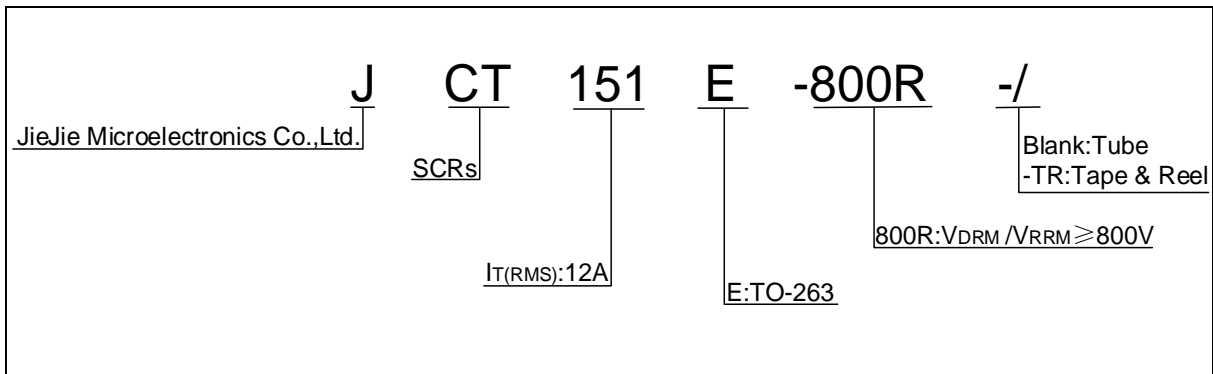 J CT 151 E -800R -/
JieJie Microelectronics Co.,Ltd.
SCRs
Blank:Tube
-TR:Tape & Reel
800R:VDRM /VRRM≥800V
IT(RMS):12A
E:TO-263